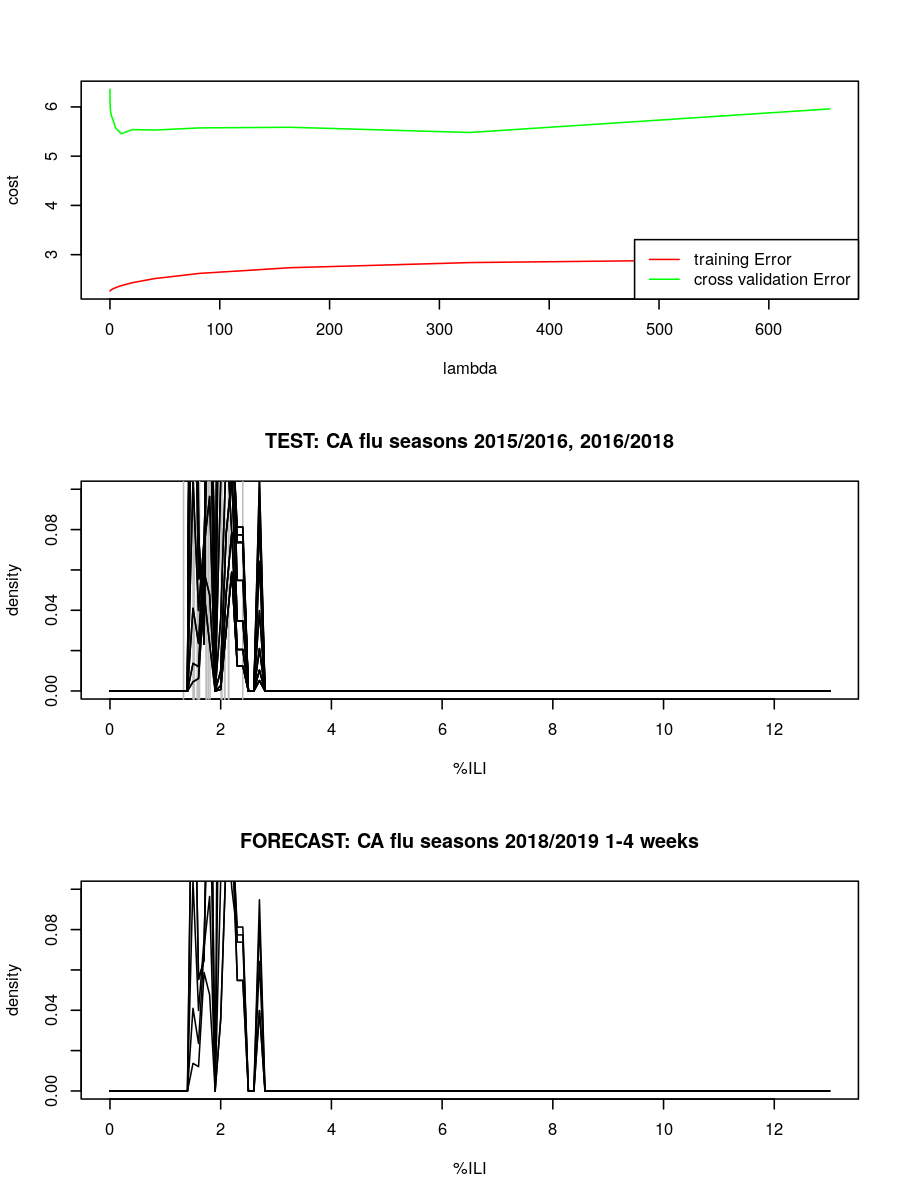 cost
3
4
5
6
training Error
cross validation Error
0 100 200 300 400 500 600
lambda
TEST: CA flu seasons 2015/2016, 2016/2018
density
0.00
0.04
0.08
0 2 4 6 8 10 12
%ILI
FORECAST: CA flu seasons 2018/2019 1-4 weeks
density
0.00
0.04
0.08
0 2 4 6 8 10 12
%ILI